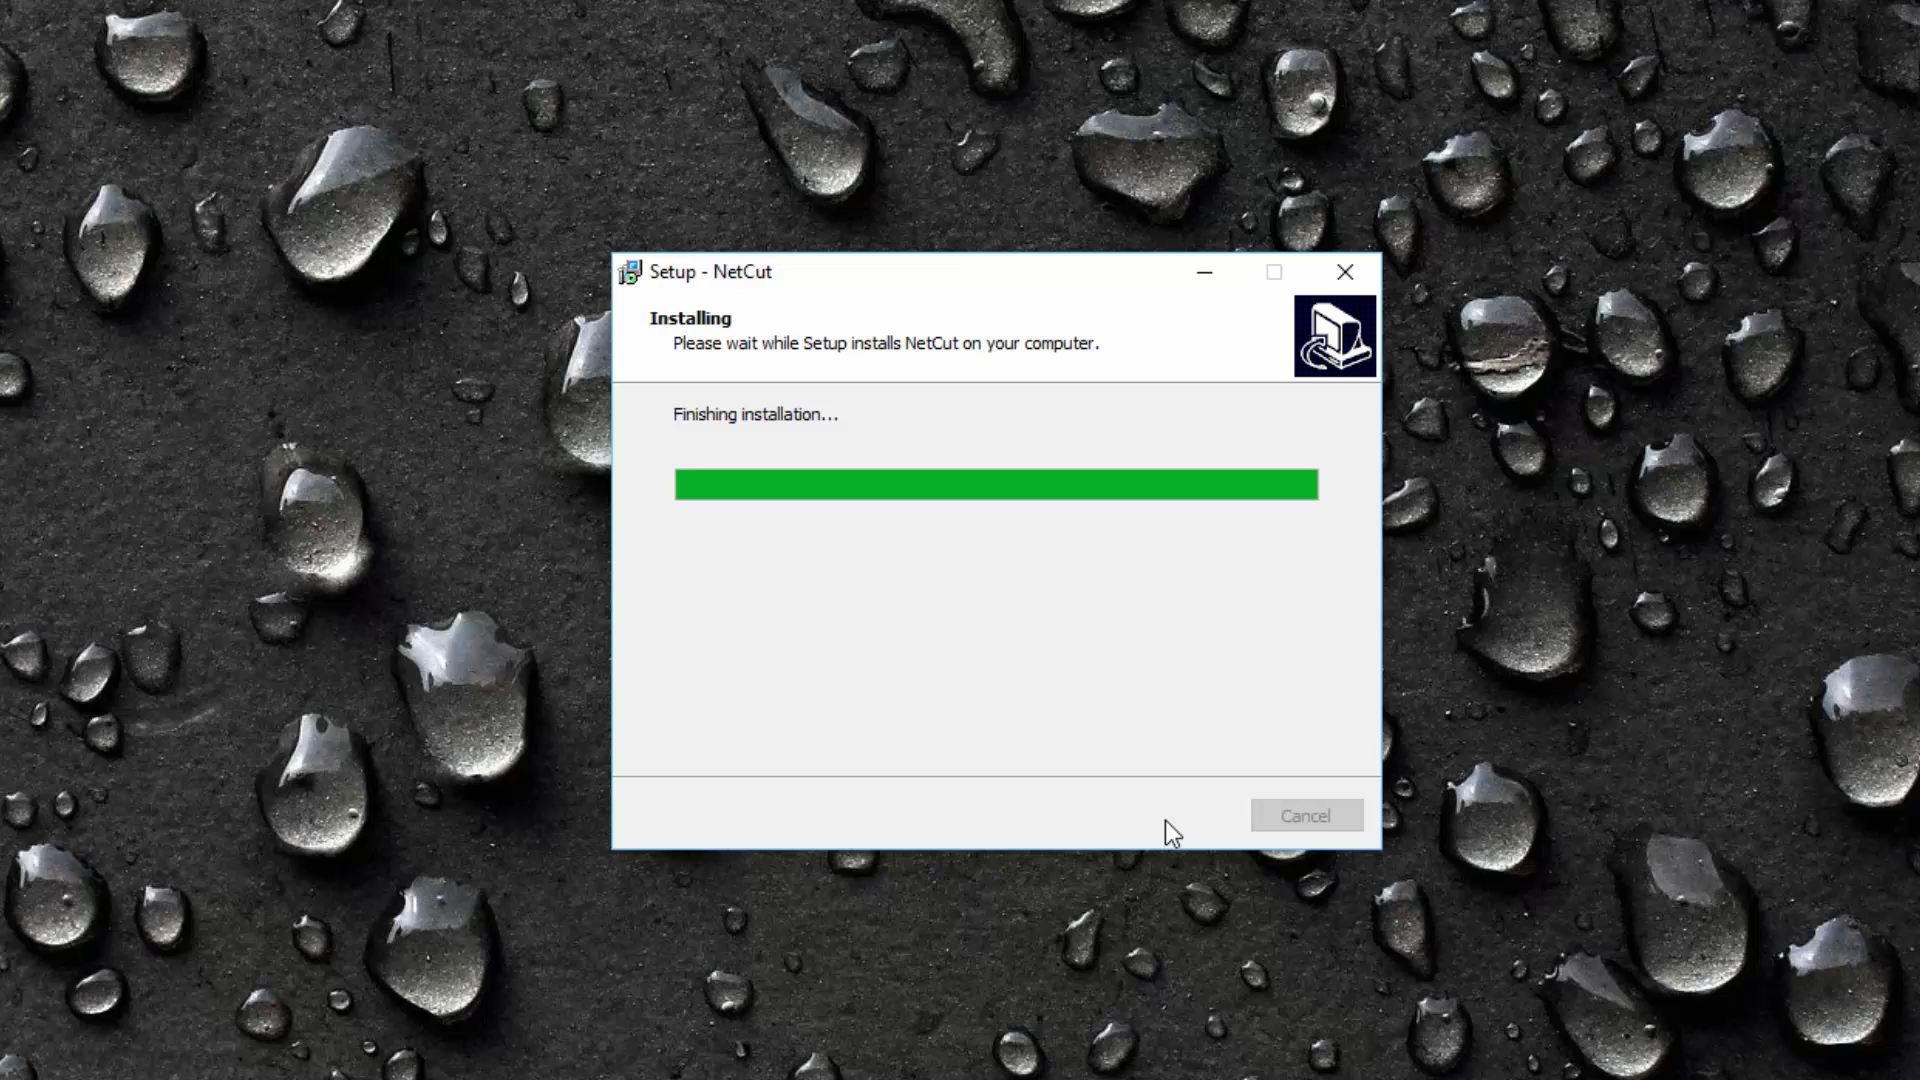 Setup - NetCut
Installing
Please wait while Setup installs NetCut on your computer.
Finishing installation...
Cancel